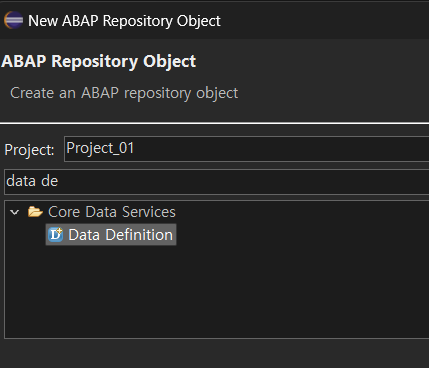 New ABAP Repository Object
ABAP Repository Object
Create an ABAP repository object
Project: Project_01
data de
Core Data Services
Data Definition